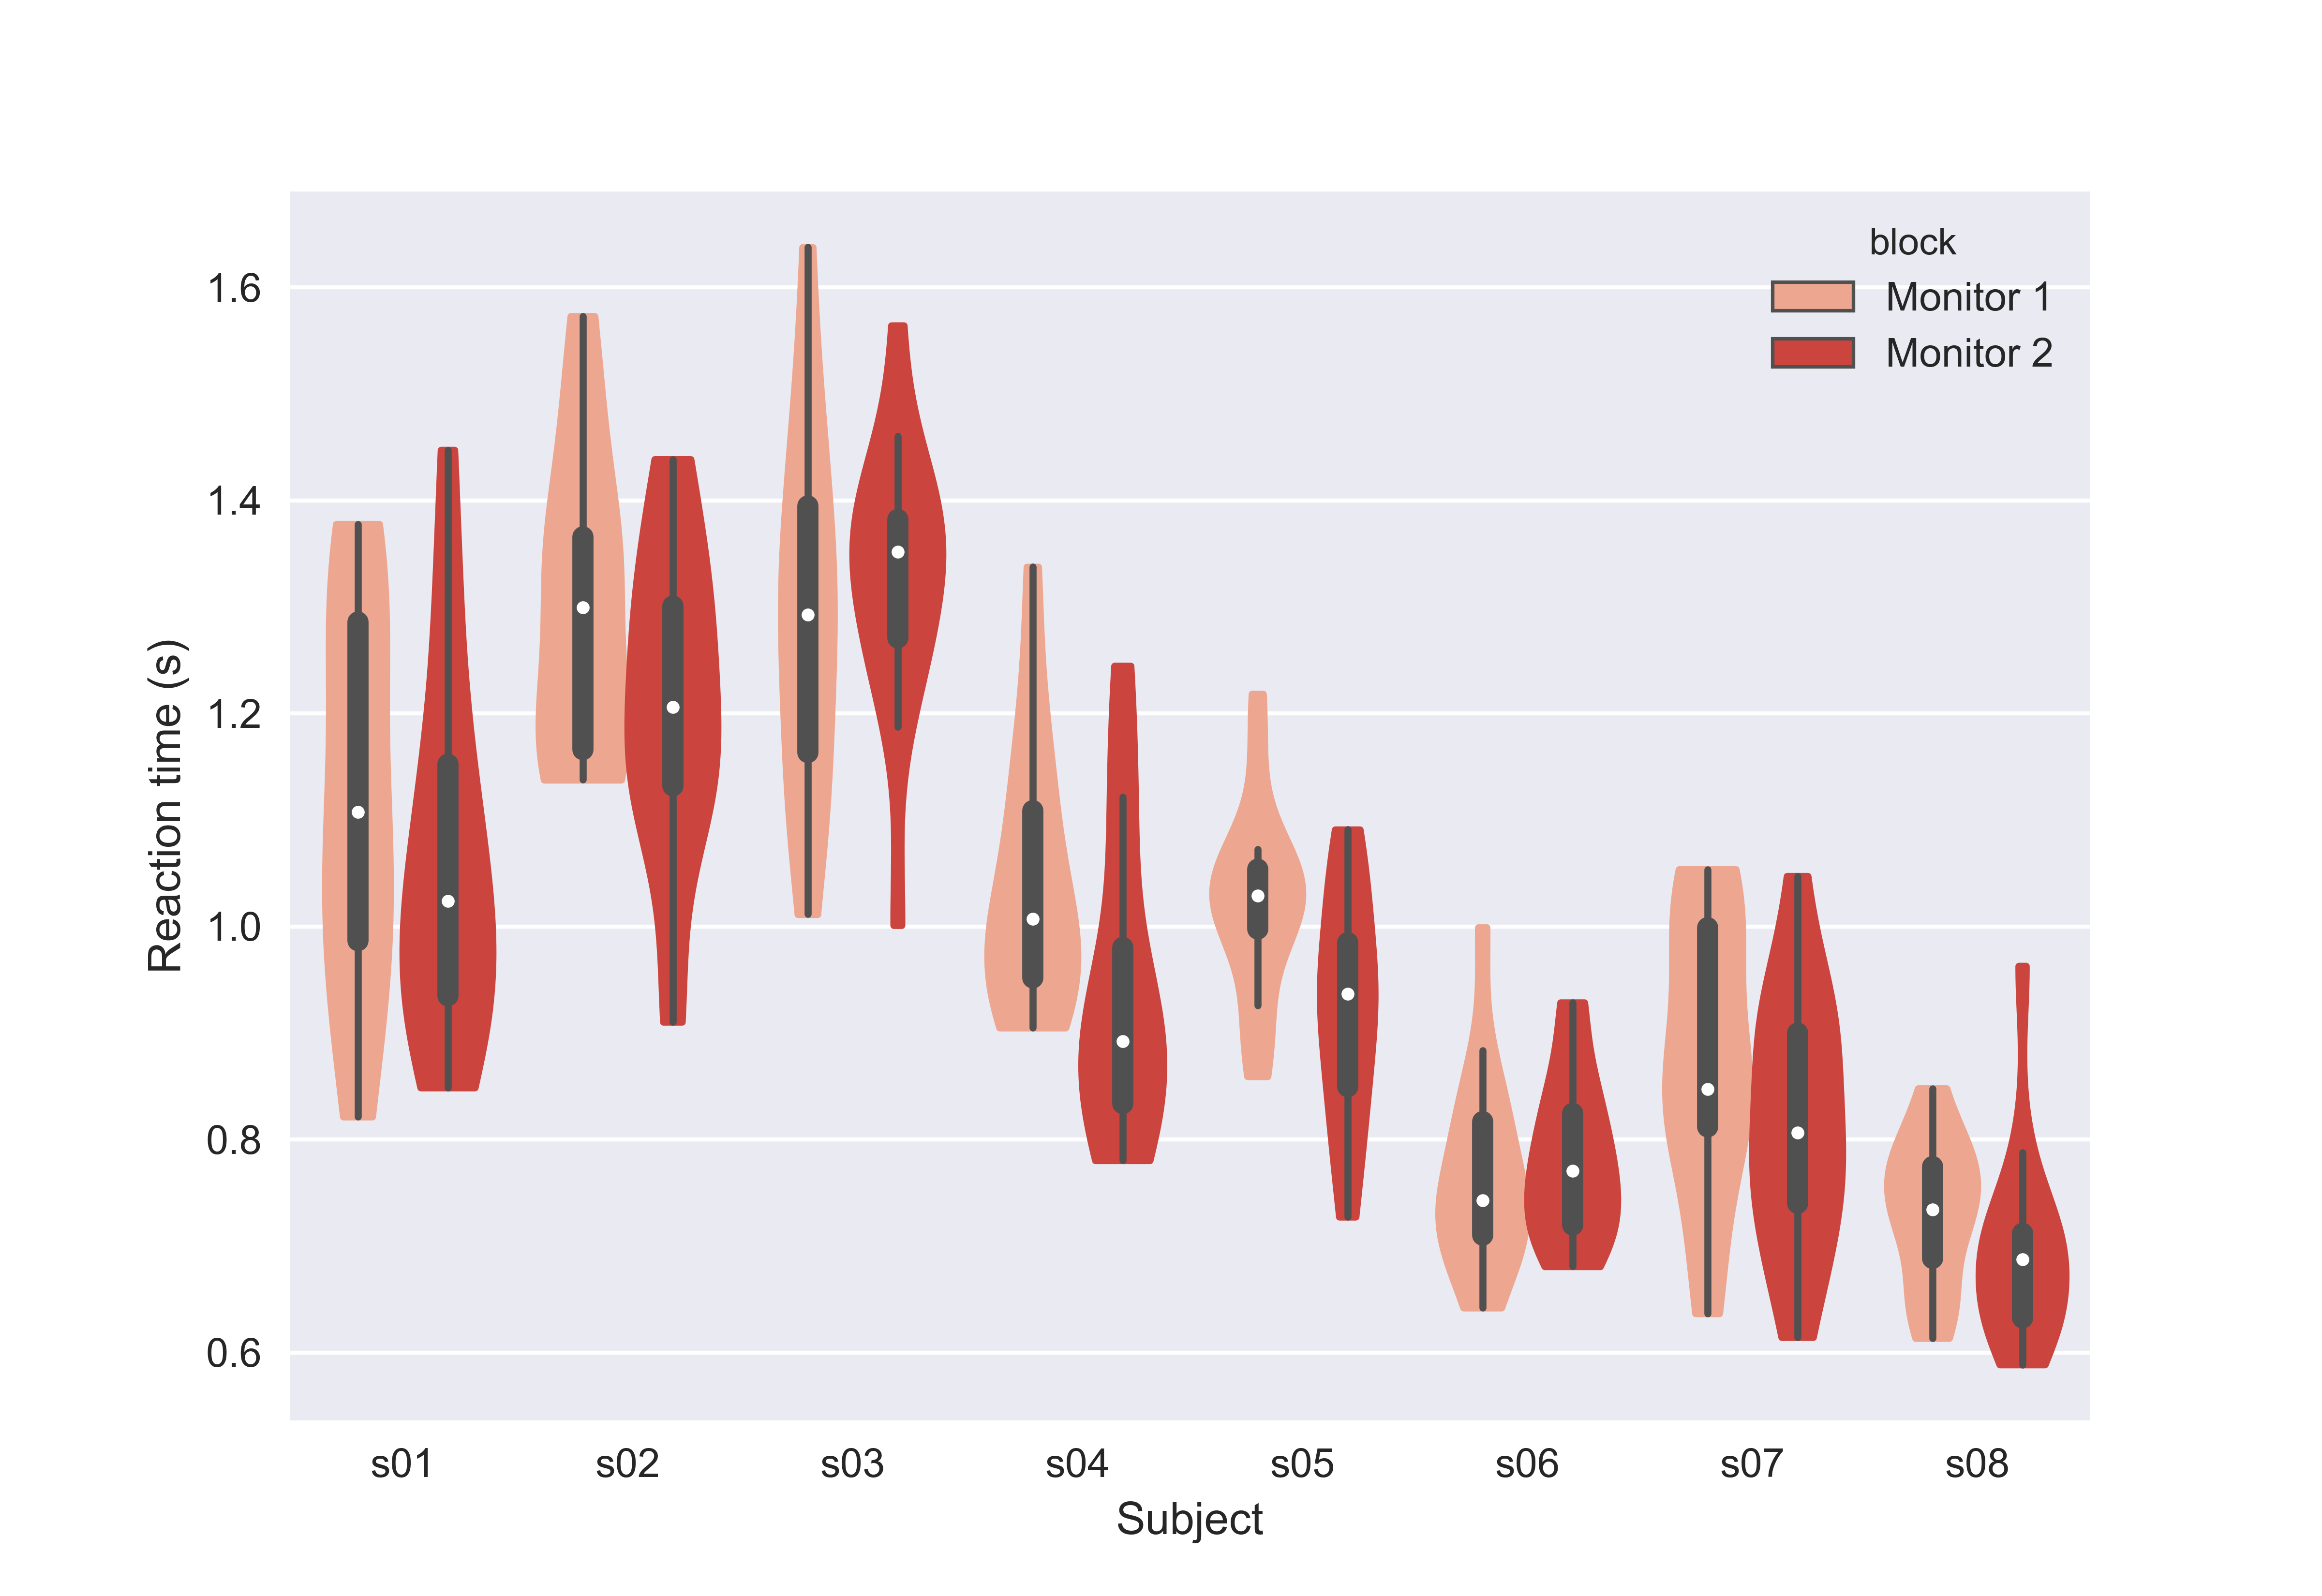 block
Monitor 1
Monitor 2
1.6
1.4
1.2
1.0
0.8
0.6
Reaction time (s)
s01 s02 s03 s04 s05 s06 s07 s08
Subject